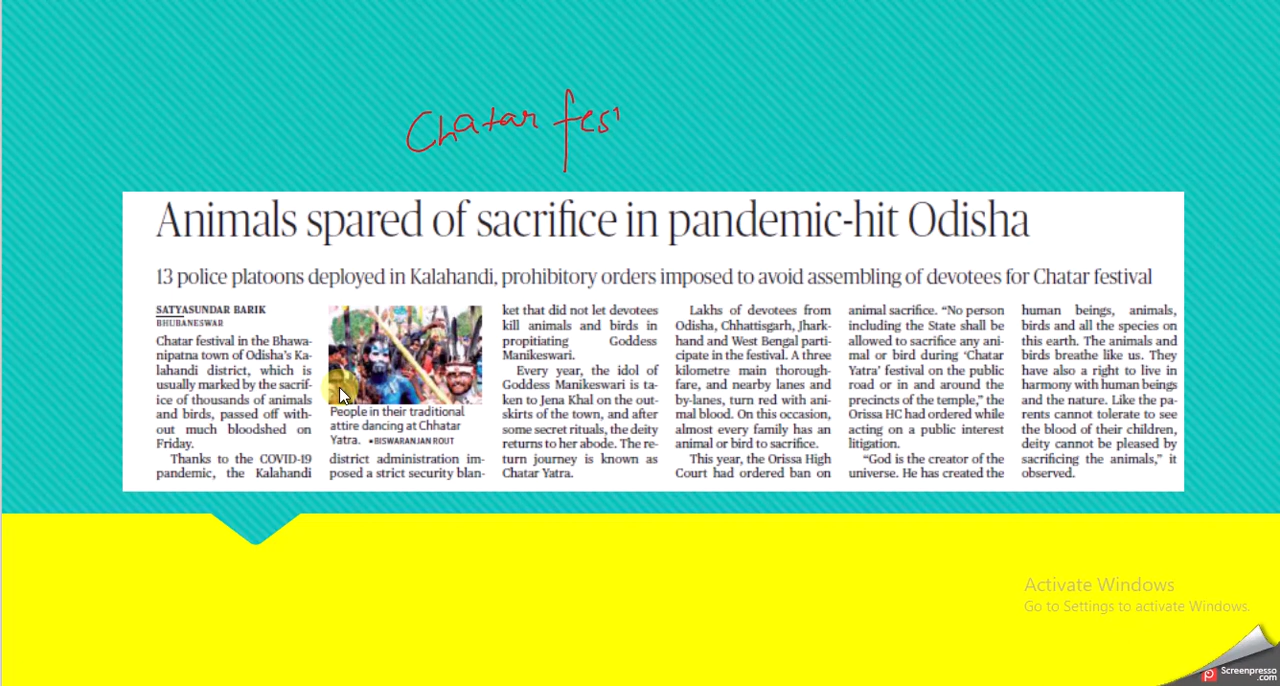 Chatar fes
Animals spared of sacrifice in pandemic-hit Odisha
13 police platoons deployed in Kalahandi, prohibitory orders imposed to avoid assembling of devotees for Chatar festival
SATYASUNDAR BARIK
BHUBANESWAR
Chatar festival in the Bhawa-
nipatna town of Odisha's Ka-
lahandi district, which is
usually marked by the sacrif-
ice of thousands of animals
and birds, passed off with-
out much bloodshed on
Friday.
Thanks to the COVID-19
pandemic, the Kalahandi
People in their traditional
attire dancing at Chhatar
Yatra. •BISWARANJAN ROUT
district administration im-
posed a strict security blan-
ket that did not let devotees
kill animals and birds in
propitiating Goddess
Manikeswari.
Every year, the idol of
Goddess Manikeswari is ta-
ken to Jena Khal on the out-
skirts of the town, and after
some secret rituals, the deity
returns to her abode. The re-
turn journey is known as
Chatar Yatra.
Lakhs of devotees from
Odisha, Chhattisgarh, Jhark-
hand and West Bengal parti-
cipate in the festival. A three
kilometre main thorough-
fare, and nearby lanes and
by-lanes, turn red with ani-
mal blood. On this occasion,
almost every family has an
animal or bird to sacrifice.
This year, the Orissa High
Court had ordered ban on
animal sacrifice. “No person
including the State shall be
allowed to sacrifice any ani-
mal or bird during ‘Chatar
Yatra’ festival on the public
road or in and around the
precincts of the temple,” the
Orissa HC had ordered while
acting on a public interest
litigation.
“God is the creator of the
universe. He has created the
human beings, animals,
birds and all the species on
this earth. The animals and
birds breathe like us. They
have also a right to live in
harmony with human beings
and the nature. Like the pa-
rents cannot tolerate to see
the blood of their children,
deity cannot be pleased by
sacrificing the animals,” it
observed.
Activate Windows
Go to Settings to activate Windows.
Screenpresso
.com